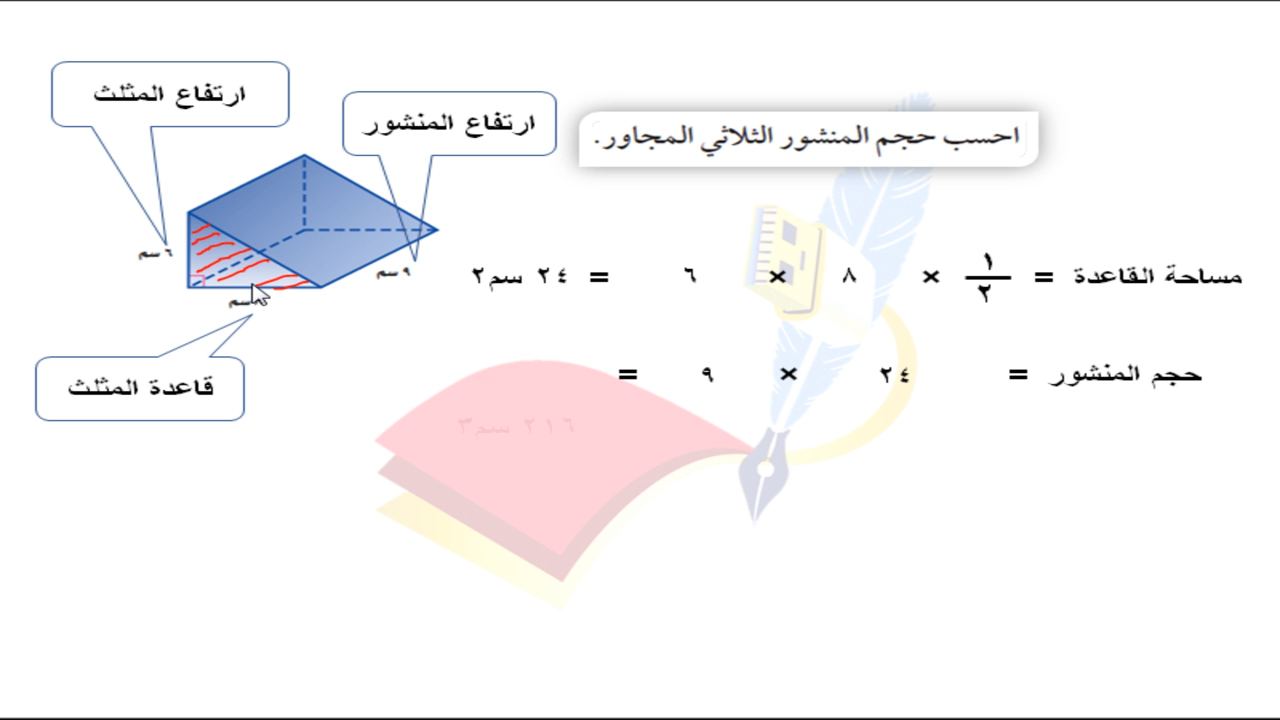 ارتفاع المثلث
ارتفاع المنشور
احسب حجم المنشور الثلاثي المجاور.
٦ سم
٩ سم
٨ سم
قاعدة المثلث
مساحة القاعدة = ١/٢ × ٨ × ٦ = ٢٤ سم٢
حجم المنشور = ٢٤ × ٩ =
٢١٦ سم٣